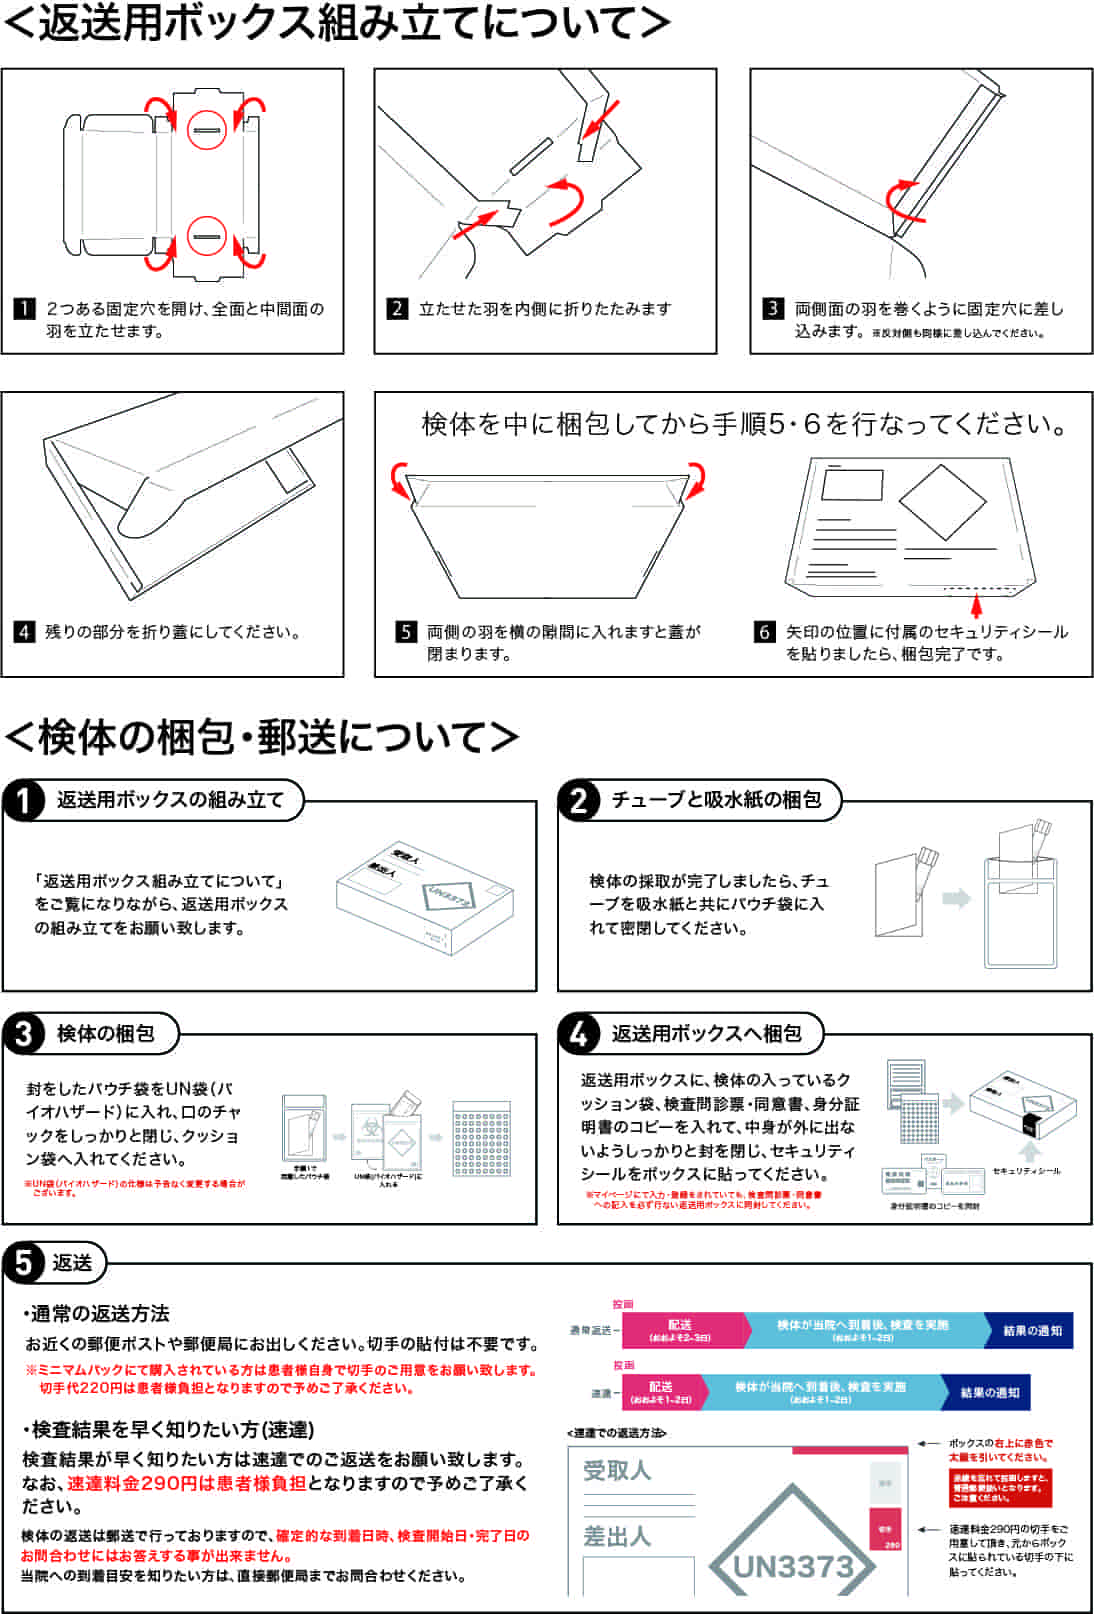 ＜返送用ボックス組み立てについて＞
1 2つある固定穴を開け、全面と中間面の
羽を立たせます。
2 立たせた羽を内側に折りたたみます
3 両側面の羽を巻くように固定穴に差し
込みます。 ※反対側も同様に差し込んでください。
4 残りの部分を折り蓋にしてください。
検体を中に梱包してから手順5・6を行なってください。
5 両側の羽を横の隙間に入れますと蓋が
閉まります。
6 矢印の位置に付属のセキュリティシール
を貼りましたら、梱包完了です。
＜検体の梱包・郵送について＞
1 返送用ボックスの組み立て
「返送用ボックス組み立てについて」
をご覧になりながら、返送用ボックス
の組み立てをお願い致します。
受取人
差出人
UN3373
2 チューブと吸水紙の梱包
検体の採取が完了しましたら、チュ
ーブを吸水紙と共にパウチ袋に入
れて密閉してください。
3 検体の梱包
封をしたパウチ袋をUN袋（バ
イオハザード）に入れ、口のチャ
ックをしっかりと閉じ、クッショ
ン袋へ入れてください。
※UN袋（バイオハザード）の仕様は予告なく変更する場合が
ございます。
手順1で
密閉したパウチ袋
UN袋（バイオハザード）に
入れる
4 返送用ボックスへ梱包
返送用ボックスに、検体の入っているク
ッション袋、検査問診票・同意書、身分証
明書のコピーを入れて、中身が外に出な
いようしっかりと封を閉じ、セキュリティ
シールをボックスに貼ってください。
※マイページにて入力・登録をされていても、検査問診票・同意書
への記入を必ず行ない返送用ボックスに同封してください。
受取人
差出人
セキュリティシール
身分証明書のコピーを同封
5 返送
・通常の返送方法
お近くの郵便ポストや郵便局にお出しください。切手の貼付は不要です。
※ミニマムパックにて購入されている方は患者様自身で切手のご用意をお願い致します。
切手代220円は患者様負担となりますので予めご了承ください。
・検査結果を早く知りたい方(速達)
検査結果が早く知りたい方は速達でのご返送をお願い致します。
なお、速達料金290円は患者様負担となりますので予めご了承く
ださい。
検体の返送は郵送で行っておりますので、確定的な到着日時、検査開始日・完了日の
お問合わせにはお答えする事が出来ません。
当院への到着目安を知りたい方は、直接郵便局までお問合わせください。
投函
通常返送
配送
(おおよそ2~3日)
検体が当院へ到着後、検査を実施
(おおよそ1~2日)
結果の通知
投函
速達
配送
(おおよそ1~2日)
検体が当院へ到着後、検査を実施
(おおよそ1~2日)
結果の通知
<速達での返送方法>
受取人
差出人
UN3373
切手
切手
290
ボックスの右上に赤色で
太線を引いてください。
赤線を忘れて投函しますと、
普通郵便扱いとなります。
ご注意ください。
速達料金290円の切手をご
用意して頂き、元からボック
スに貼られている切手の下に
貼ってください。